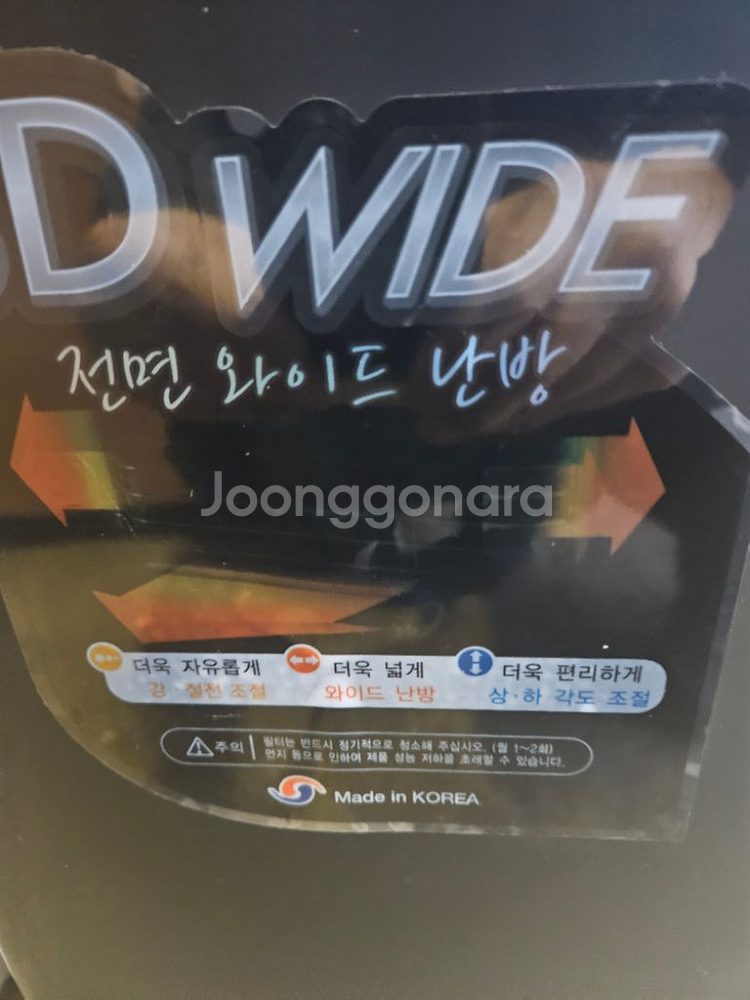 D WIDE
전면 와이드 난방
Joonggonara
더욱 자유롭게
강·절전 조절
더욱 넓게
와이드 난방
더욱 편리하게
상·하 각도 조절
주의
필터는 반드시 정기적으로 청소해 주십시오. (월 1~2회)
먼지 등으로 인하여 제품 성능 저하를 초래할 수 있습니다.
Made in KOREA